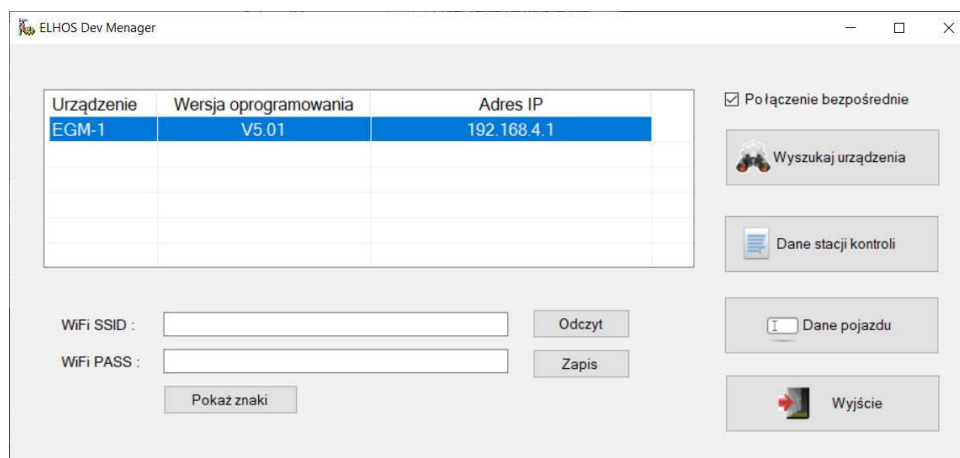 ELHOS Dev Menager
Urządzenie Wersja oprogramowania Adres IP
EGM-1 V5.01 192.168.4.1
Połączenie bezpośrednie
Wyszukaj urządzenia
Dane stacji kontroli
Dane pojazdu
Wyjście
WiFi SSID :
Odczyt
WiFi PASS :
Zapis
Pokaż znaki